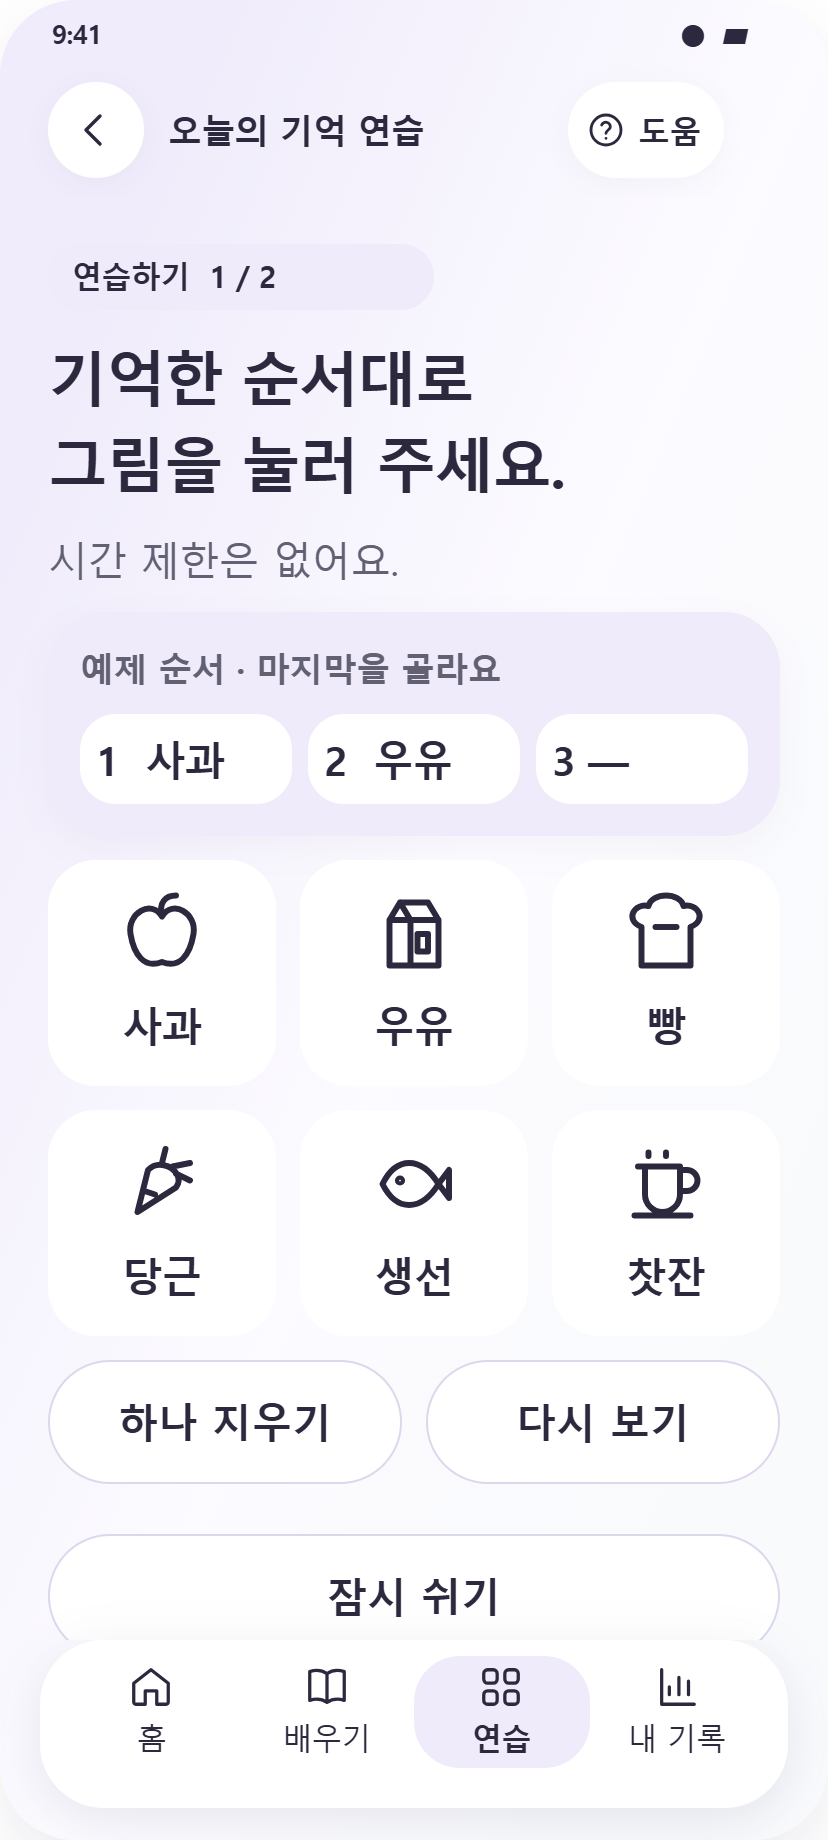 9:41
오늘의 기억 연습
도움
연습하기 1 / 2
기억한 순서대로
그림을 눌러 주세요.
시간 제한은 없어요.
예제 순서 · 마지막을 골라요
1 사과 2 우유 3 —
사과 우유 빵
당근 생선 찻잔
하나 지우기 다시 보기
잠시 쉬기
홈 배우기 연습 내 기록